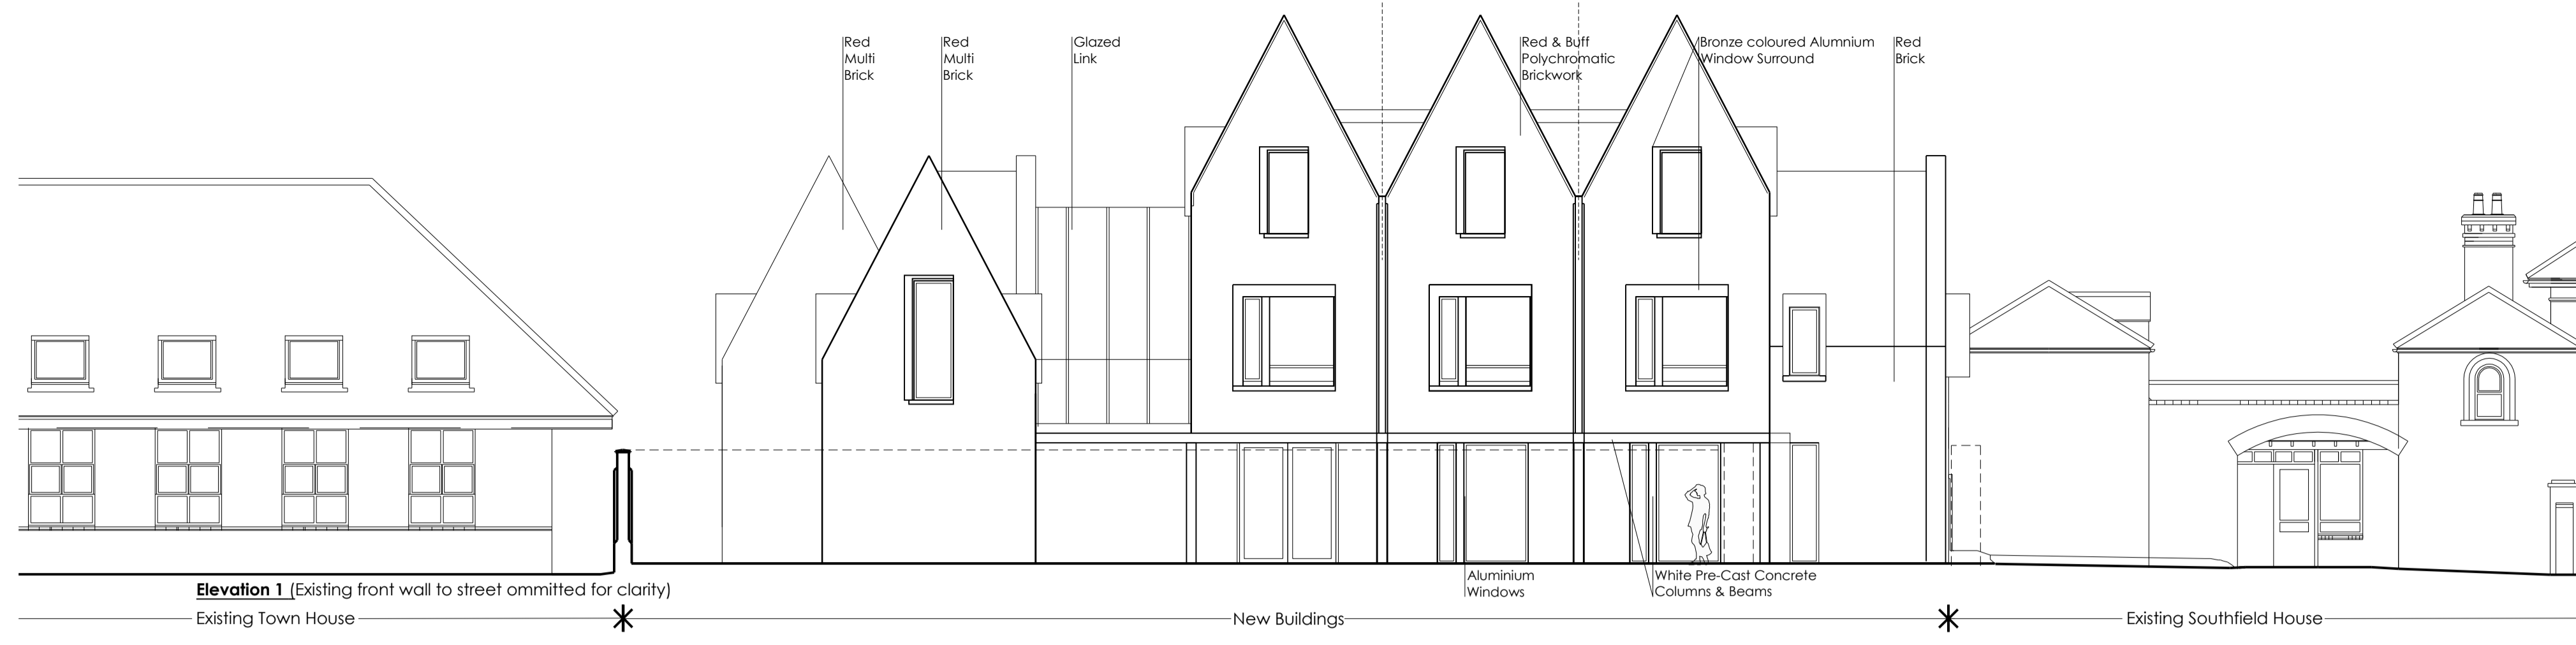 Red
Multi
Brick
Red
Multi
Brick
Glazed
Link
Red & Buff
Polychromatic
Brickwork
Bronze coloured Alumnium
Window Surround
Red
Brick
Aluminium
Windows
White Pre-Cast Concrete
Columns & Beams
Elevation 1 (Existing front wall to street ommitted for clarity)
Existing Town House
New Buildings
Existing Southfield House